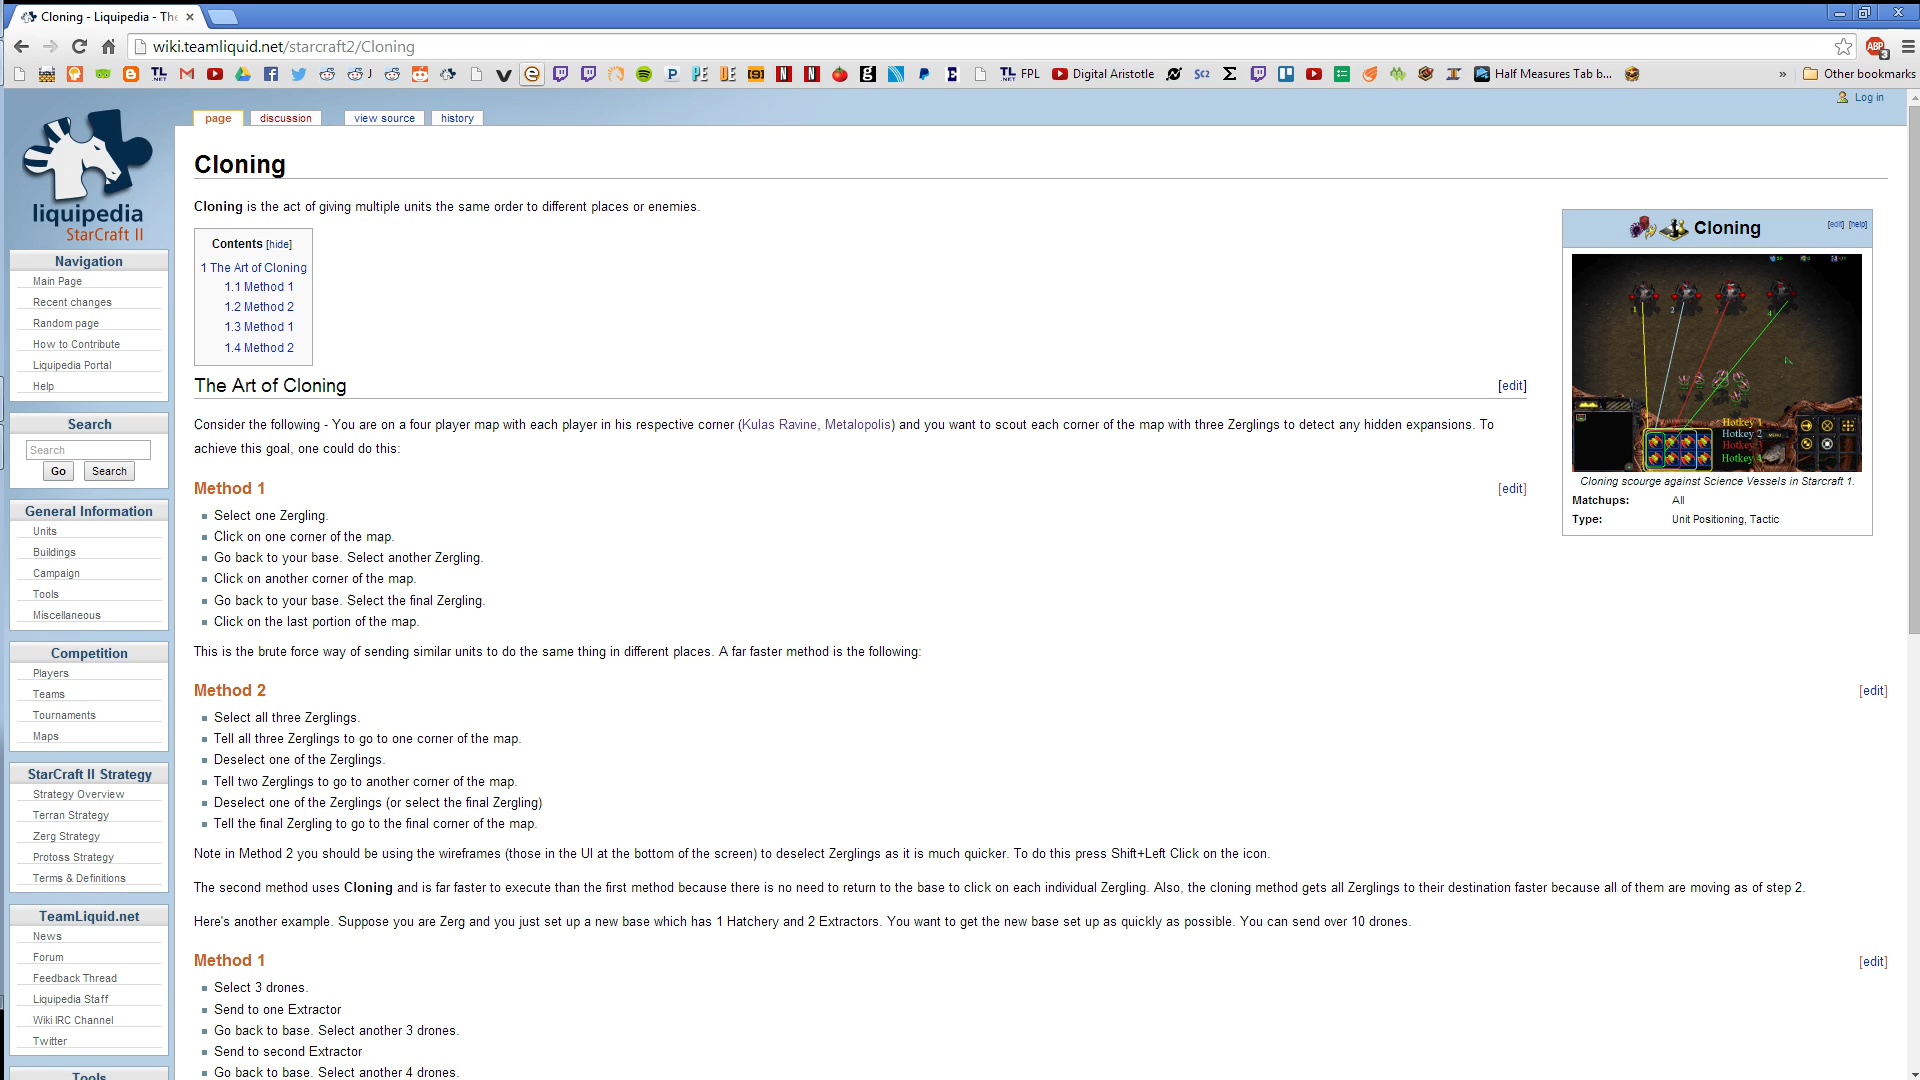 Cloning - Liquipedia - The
wiki.teamliquid.net/starcraft2/Cloning
ABP
3
TL
.NET
J
P
PE
DE
191
N
N
g
E
TL
.NET
FPL
Digital Aristotle
SC2
Σ
Half Measures Tab b...
»
Other bookmarks
Log in
page
discussion
view source
history
liquipedia
StarCraft II
Navigation
Main Page
Recent changes
Random page
How to Contribute
Liquipedia Portal
Help
Search
Search
Go
Search
General Information
Units
Buildings
Campaign
Tools
Miscellaneous
Competition
Players
Teams
Tournaments
Maps
StarCraft II Strategy
Strategy Overview
Terran Strategy
Zerg Strategy
Protoss Strategy
Terms & Definitions
TeamLiquid.net
News
Forum
Feedback Thread
Liquipedia Staff
Wiki IRC Channel
Twitter
Tools
Cloning
Cloning is the act of giving multiple units the same order to different places or enemies.
Contents [hide]
1 The Art of Cloning
1.1 Method 1
1.2 Method 2
1.3 Method 1
1.4 Method 2
Cloning
[edit] [help]
1
2
3
4
Hotkey 1
Hotkey 2
Hotkey 3
Hotkey 4
MENU
Cloning scourge against Science Vessels in Starcraft 1.
Matchups: All
Type: Unit Positioning, Tactic
The Art of Cloning
[edit]
Consider the following - You are on a four player map with each player in his respective corner (Kulas Ravine, Metalopolis) and you want to scout each corner of the map with three Zerglings to detect any hidden expansions. To
achieve this goal, one could do this:
Method 1
[edit]
Select one Zergling.
Click on one corner of the map.
Go back to your base. Select another Zergling.
Click on another corner of the map.
Go back to your base. Select the final Zergling.
Click on the last portion of the map.
This is the brute force way of sending similar units to do the same thing in different places. A far faster method is the following:
Method 2
[edit]
Select all three Zerglings.
Tell all three Zerglings to go to one corner of the map.
Deselect one of the Zerglings.
Tell two Zerglings to go to another corner of the map.
Deselect one of the Zerglings (or select the final Zergling)
Tell the final Zergling to go to the final corner of the map.
Note in Method 2 you should be using the wireframes (those in the UI at the bottom of the screen) to deselect Zerglings as it is much quicker. To do this press Shift+Left Click on the icon.
The second method uses Cloning and is far faster to execute than the first method because there is no need to return to the base to click on each individual Zergling. Also, the cloning method gets all Zerglings to their destination faster because all of them are moving as of step 2.
Here's another example. Suppose you are Zerg and you just set up a new base which has 1 Hatchery and 2 Extractors. You want to get the new base set up as quickly as possible. You can send over 10 drones.
Method 1
[edit]
Select 3 drones.
Send to one Extractor
Go back to base. Select another 3 drones.
Send to second Extractor
Go back to base. Select another 4 drones.